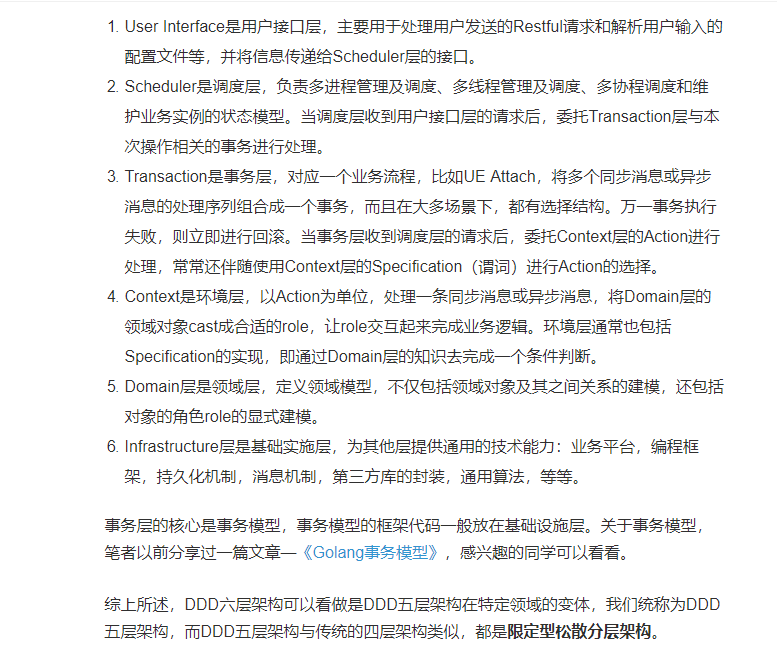 1. User Interface是用户接口层，主要用于处理用户发送的Restful请求和解析用户输入的
配置文件等，并将信息传递给Scheduler层的接口。
2. Scheduler是调度层，负责多进程管理及调度、多线程管理及调度、多协程调度和维
护业务实例的状态模型。当调度层收到用户接口层的请求后，委托Transaction层与本
次操作相关的事务进行处理。
3. Transaction是事务层，对应一个业务流程，比如UE Attach，将多个同步消息或异步
消息的处理序列组合成一个事务，而且在大多场景下，都有选择结构。万一事务执行
失败，则立即进行回滚。当事务层收到调度层的请求后，委托Context层的Action进行
处理，常常还伴随使用Context层的Specification（谓词）进行Action的选择。
4. Context是环境层，以Action为单位，处理一条同步消息或异步消息，将Domain层的
领域对象cast成合适的role，让role交互起来完成业务逻辑。环境层通常也包括
Specification的实现，即通过Domain层的知识去完成一个条件判断。
5. Domain层是领域层，定义领域模型，不仅包括领域对象及其之间关系的建模，还包括
对象的角色role的显式建模。
6. Infrastructure层是基础实施层，为其他层提供通用的技术能力：业务平台，编程框
架，持久化机制，消息机制，第三方库的封装，通用算法，等等。
事务层的核心是事务模型，事务模型的框架代码一般放在基础设施层。关于事务模型，
笔者以前分享过一篇文章—《Golang事务模型》，感兴趣的同学可以看看。
综上所述，DDD六层架构可以看做是DDD五层架构在特定领域的变体，我们统称为DDD
五层架构，而DDD五层架构与传统的四层架构类似，都是限定型松散分层架构。